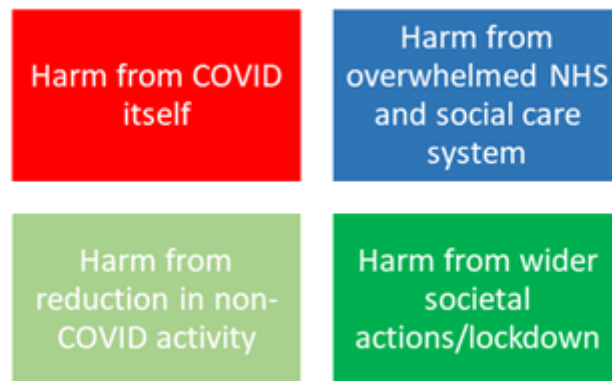 Harm from COVID
itself
Harm from
overwhelmed NHS
and social care
system
Harm from
reduction in non-
COVID activity
Harm from wider
societal
actions/lockdown